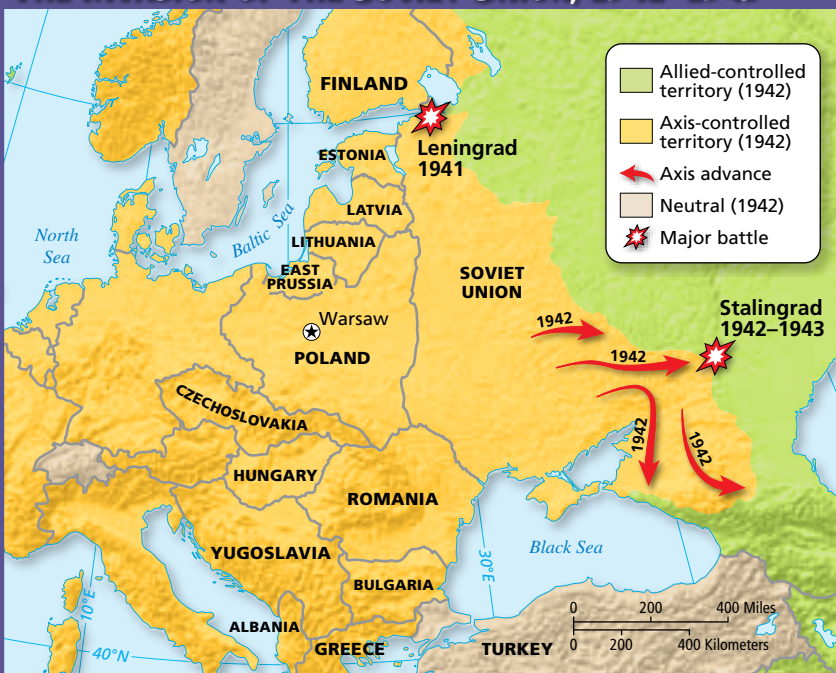 FINLAND
Leningrad
1941
ESTONIA
LATVIA
LITHUANIA
EAST
PRUSSIA
North
Sea
Baltic Sea
SOVIET
UNION
Warsaw
POLAND
1942
1942
1942
1942
Stalingrad
1942–1943
CZECHOSLOVAKIA
HUNGARY
ROMANIA
YUGOSLAVIA
BULGARIA
ALBANIA
GREECE
TURKEY
Black Sea
30°E
10°E
40°N
0 200 400 Miles
0 200 400 Kilometers
Allied-controlled
territory (1942)
Axis-controlled
territory (1942)
Axis advance
Neutral (1942)
Major battle